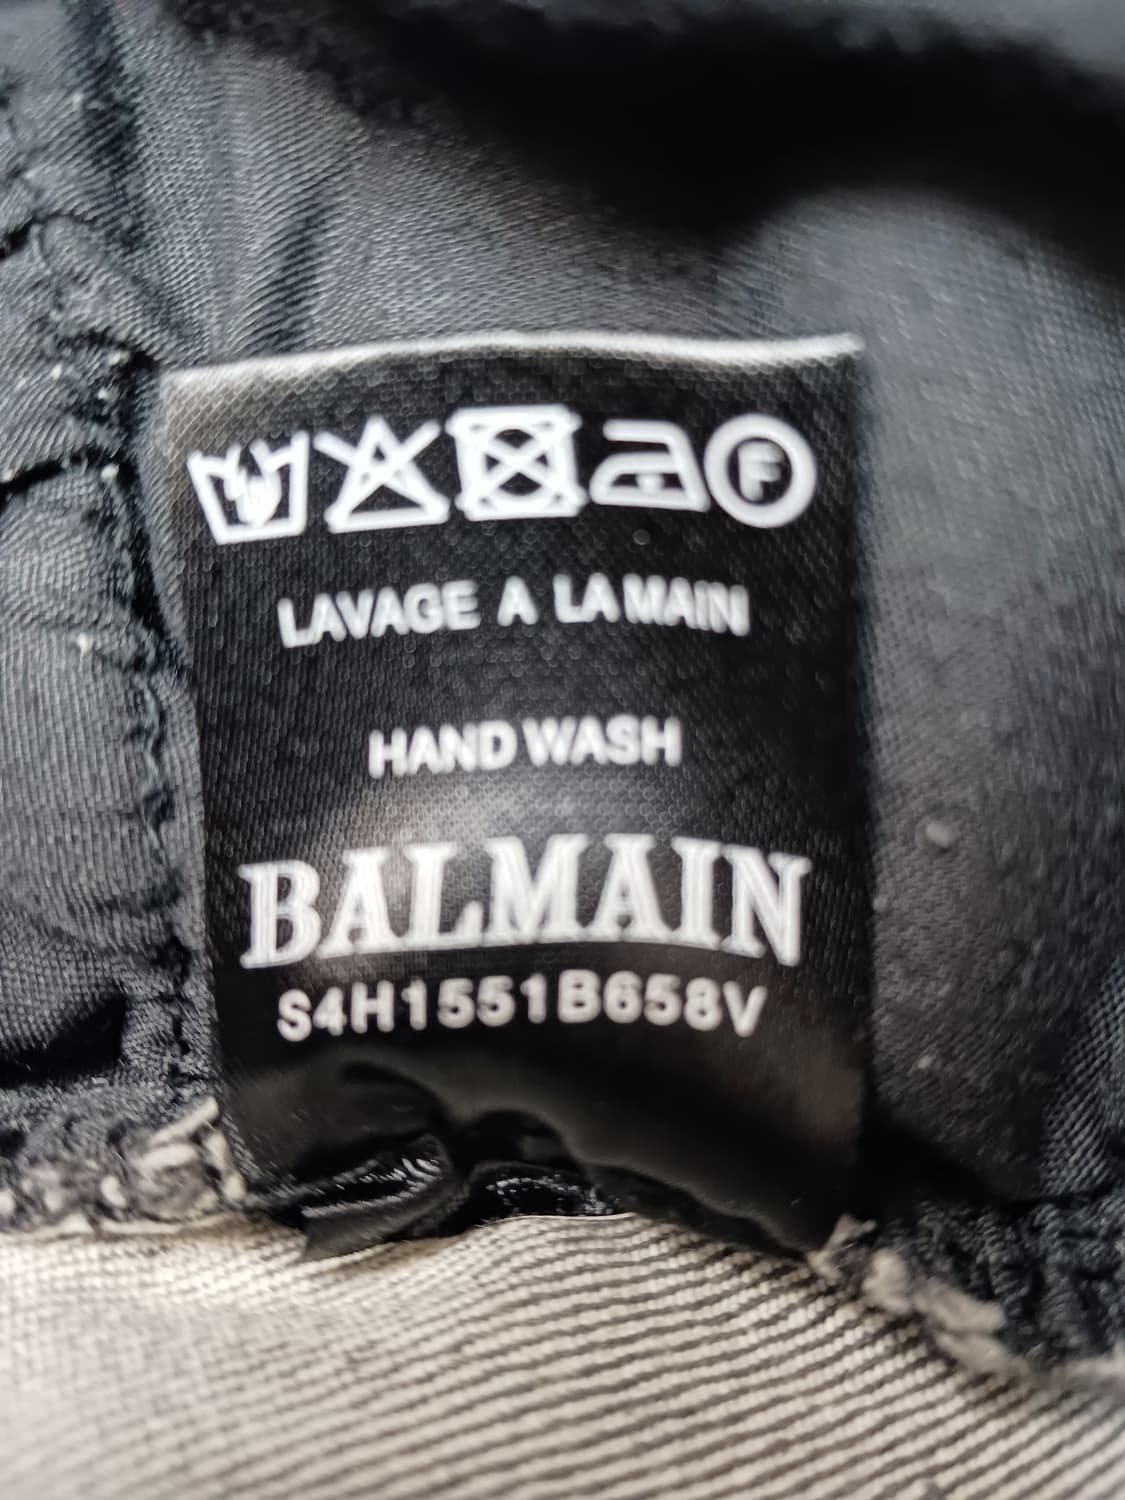 F
LAVAGE A LA MAIN
HAND WASH
BALMAIN
S4H1551B658V